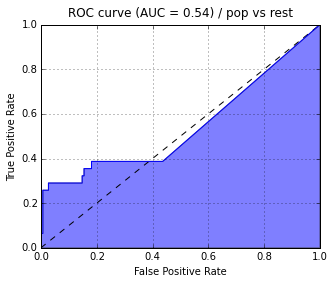 ROC curve (AUC = 0.54) / pop vs rest
1.0
0.8
0.6
0.4
0.2
0.0
True Positive Rate
0.0 0.2 0.4 0.6 0.8 1.0
False Positive Rate